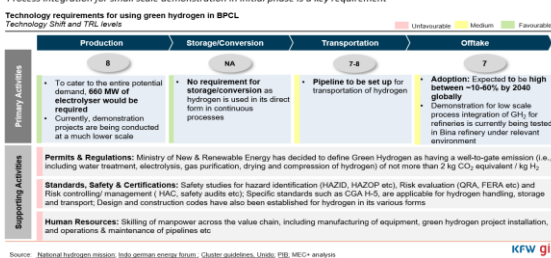 Technology requirements for using green hydrogen in BPCL
Technology Shift and TRL levels
Unfavourable
Medium
Favourable
Production
Storage/Conversion
Transportation
Offtake
Primary Activities
8
NA
7-8
7
• To cater to the entire potential
demand, 660 MW of
electrolyser would be
required
• Currently, demonstration
projects are being conducted
at a much lower scale
• No requirement for
storage/conversion as
hydrogen is used in its direct
form in continuous
processes
• Pipeline to be set up for
transportation of hydrogen
• Adoption: Expected to be high
between ~10-60% by 2040
globally
• Demonstration for low scale
process integration of GH2 for
refineries is currently being tested
in Bina refinery under relevant
environment
Supporting Activities
Permits & Regulations: Ministry of New & Renewable Energy has decided to define Green Hydrogen as having a well-to-gate emission (i.e.,
including water treatment, electrolysis, gas purification, drying and compression of hydrogen) of not more than 2 kg CO2 equivalent / kg H2
Standards, Safety & Certifications: Safety studies for hazard identification (HAZID, HAZOP etc), Risk evaluation (QRA, FERA etc) and
Risk controlling/ management ( HAC, safety audits etc); Specific standards such as CGA H-5, are applicable for hydrogen handling, storage
and transport; Design and construction codes have also been established for hydrogen in its various forms
Human Resources: Skilling of manpower across the value chain, including manufacturing of equipment, green hydrogen project installation,
and operations & maintenance of pipelines etc
Source: National hydrogen mission; Indo german energy forum; Cluster guidelines, Unido; PIB; MEC+ analysis
KFW gi